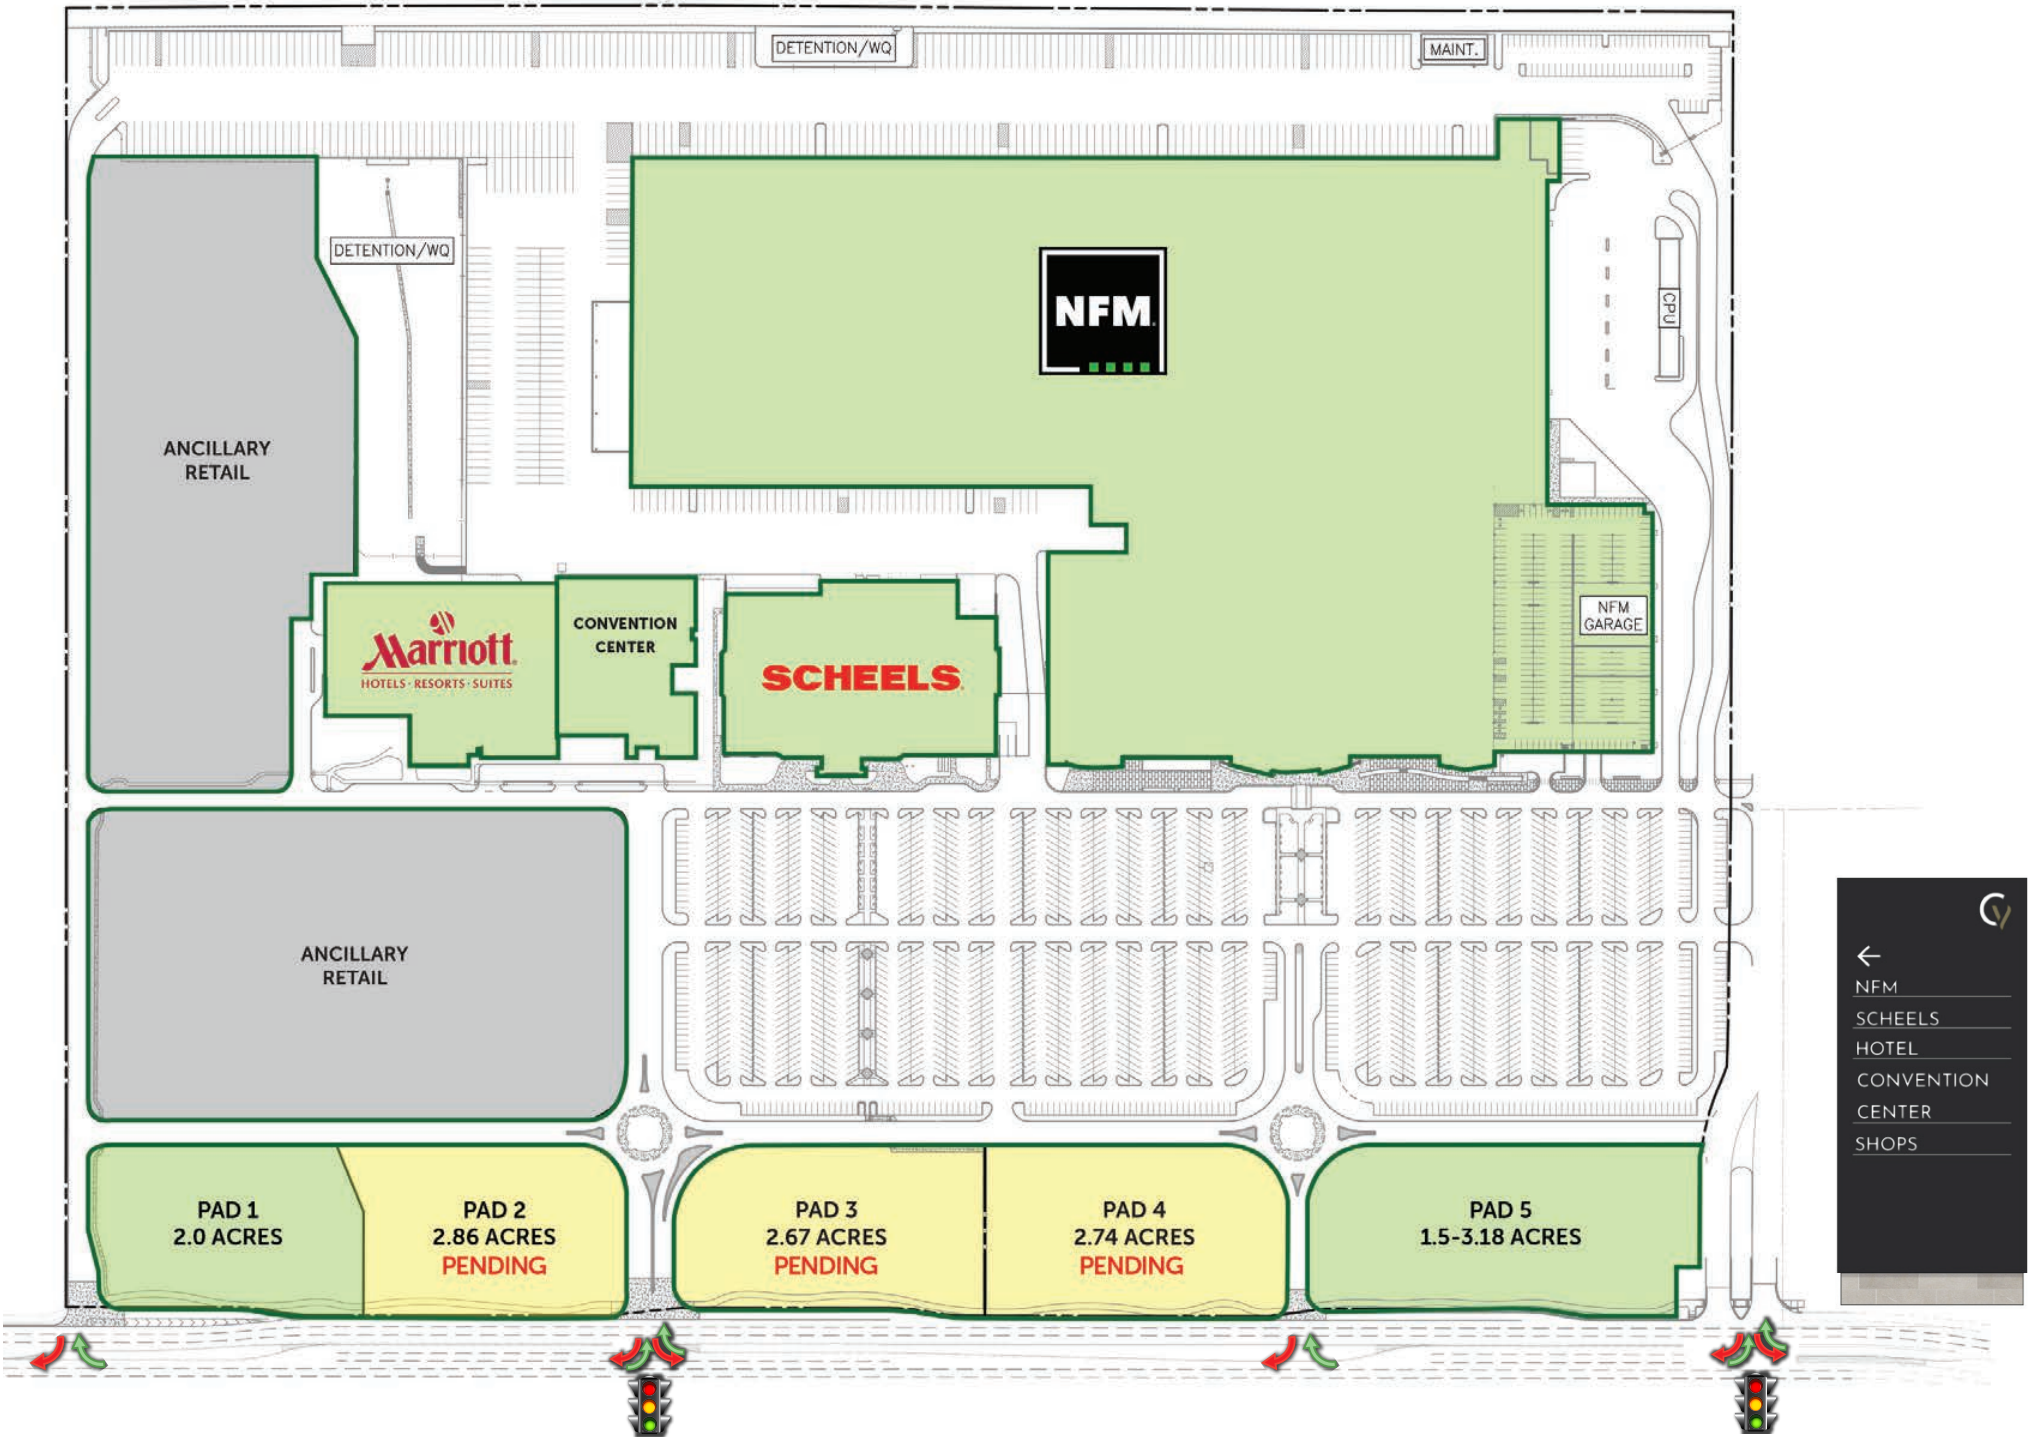 DETENTION/WQ
MAINT.
DETENTION/WQ
NFM
CPU
ANCILLARY
RETAIL
NFM
GARAGE
Marriott
HOTELS · RESORTS · SUITES
CONVENTION
CENTER
SCHEELS
ANCILLARY
RETAIL
PAD 1
2.0 ACRES
PAD 2
2.86 ACRES
PENDING
PAD 3
2.67 ACRES
PENDING
PAD 4
2.74 ACRES
PENDING
PAD 5
1.5-3.18 ACRES
CV
←
NFM
SCHEELS
HOTEL
CONVENTION
CENTER
SHOPS